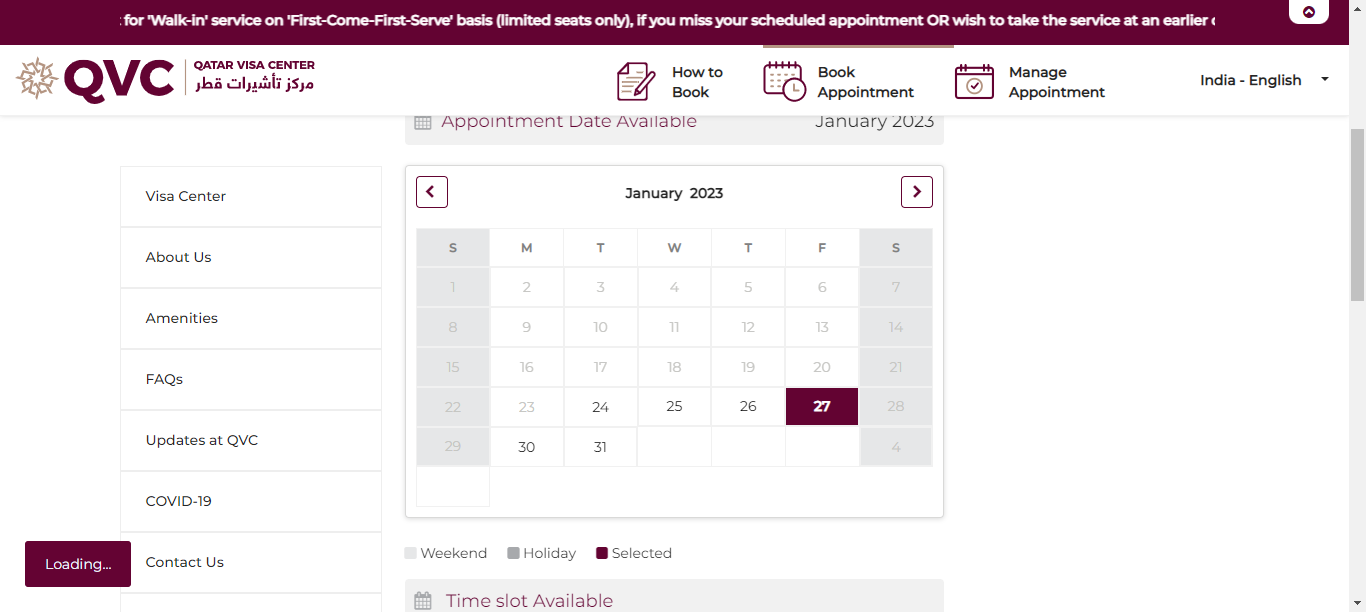 for 'Walk-in' service on 'First-Come-First-Serve' basis (limited seats only), if you miss your scheduled appointment OR wish to take the service at an earlier
QVC
QATAR VISA CENTER
مركز تأشيرات قطر
How to
Book
Book
Appointment
Manage
Appointment
India - English
Appointment Date Available January 2023
Visa Center
About Us
Amenities
FAQs
Updates at QVC
COVID-19
Contact Us
Loading...
January 2023
S M T W T F S
1 2 3 4 5 6 7
8 9 10 11 12 13 14
15 16 17 18 19 20 21
22 23 24 25 26 27 28
29 30 31 4
Weekend Holiday Selected
Time slot Available